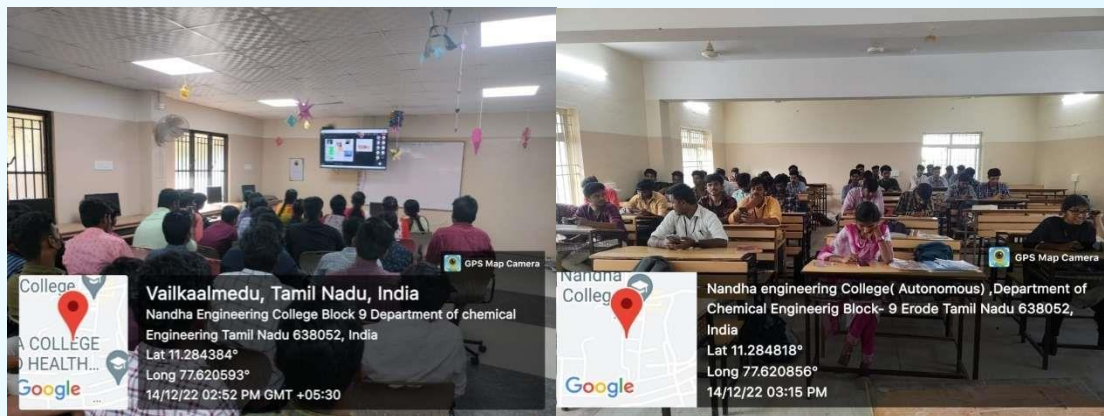 GPS Map Camera
College
A COLLEGE
HEALTH...
Google
Vailkaalmedu, Tamil Nadu, India
Nandha Engineering College Block 9 Department of chemical
Engineering Tamil Nadu 638052, India
Lat 11.284384°
Long 77.620593°
14/12/22 02:52 PM GMT +05:30
GPS Map Camera
Nandha
Colleg
Google
Nandha engineering College( Autonomous) ,Department of
Chemical Engineerig Block- 9 Erode Tamil Nadu 638052,
India
Lat 11.284818°
Long 77.620856°
14/12/22 03:15 PM